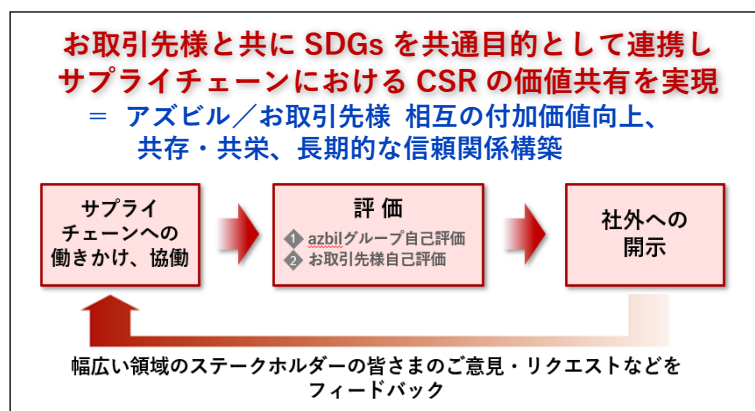 お取引先様と共に SDGs を共通目的として連携し
サプライチェーンにおける CSR の価値共有を実現
＝ アズビル／お取引先様 相互の付加価値向上、
共存・共栄、長期的な信頼関係構築
サプライ
チェーンへの
働きかけ、協働
評 価
1 azbilグループ自己評価
2 お取引先様自己評価
社外への
開示
幅広い領域のステークホルダーの皆さまのご意見・リクエストなどを
フィードバック